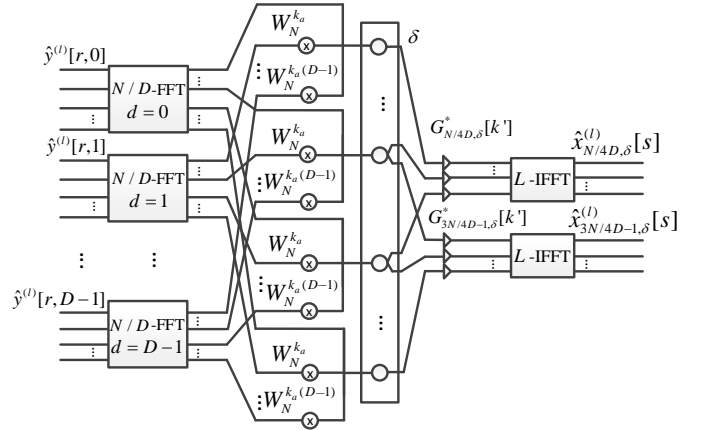 ŷ^(l)[r,0]
N / D-FFT
d = 0
ŷ^(l)[r,1]
N / D-FFT
d = 1
ŷ^(l)[r,D−1]
N / D-FFT
d = D−1
W_N^{k_a}
x
W_N^{k_a(D−1)}
x
W_N^{k_a}
x
W_N^{k_a(D−1)}
x
W_N^{k_a}
x
W_N^{k_a(D−1)}
x
W_N^{k_a}
x
W_N^{k_a(D−1)}
x
δ
G*_{N/4D,δ}[k']
L -IFFT
x̂^(l)_{N/4D,δ}[s]
G*_{3N/4D−1,δ}[k']
L -IFFT
x̂^(l)_{3N/4D−1,δ}[s]